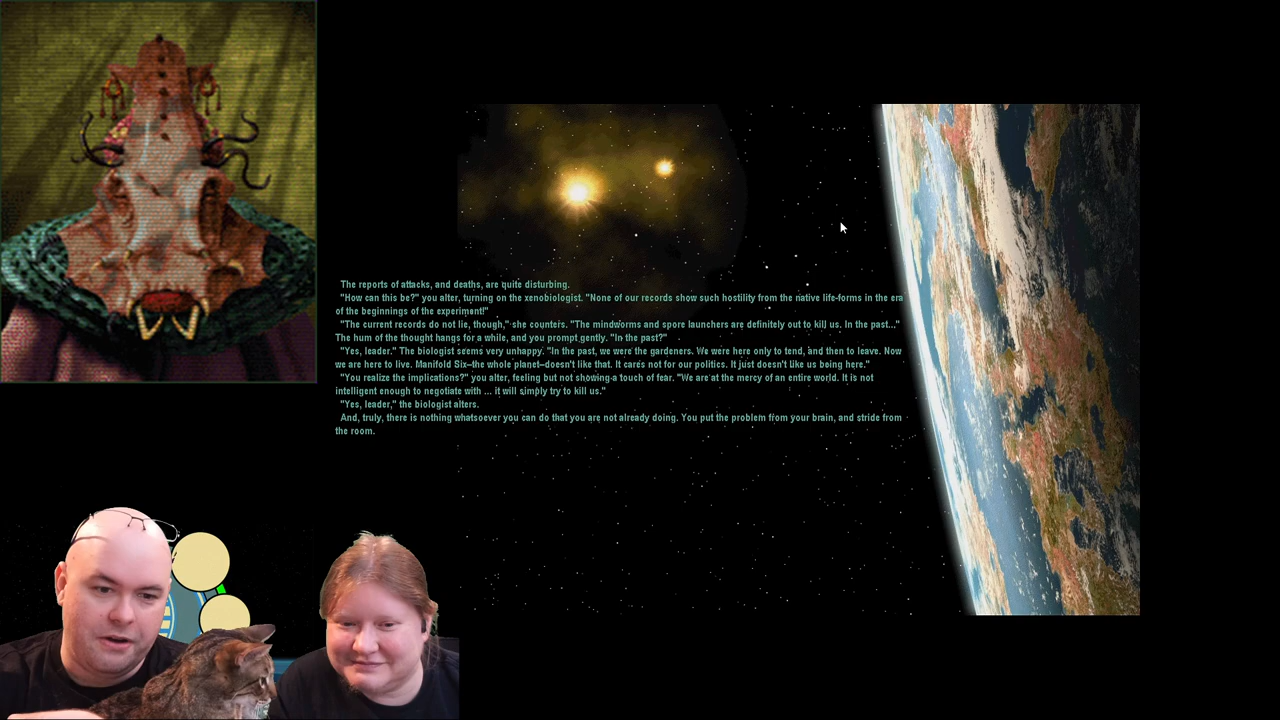 The reports of attacks, and deaths, are quite disturbing.
"How can this be?" you alter, turning on the xenobiologist. "None of our records show such hostility from the native life-forms in the era
of the beginnings of the experiment!"
"The current records do not lie, though," she counters. "The mindworms and spore launchers are definitely out to kill us. In the past..."
The hum of the thought hangs for a while, and you prompt gently. "In the past?"
"Yes, leader." The biologist seems very unhappy. "In the past, we were the gardeners. We were here only to tend, and then to leave. Now
we are here to live. Manifold Six--the whole planet--doesn't like that. It cares not for our politics. It just doesn't like us being here."
"You realize the implications?" you alter, feeling but not showing-a touch of fear. "We are at the mercy of an entire world. It is not
intelligent enough to negotiate with ... it will simply try to kill us."
"Yes, leader," the biologist alters.
And, truly, there is nothing whatsoever you can do that you are not already doing. You put the problem from your brain, and stride from
the room.